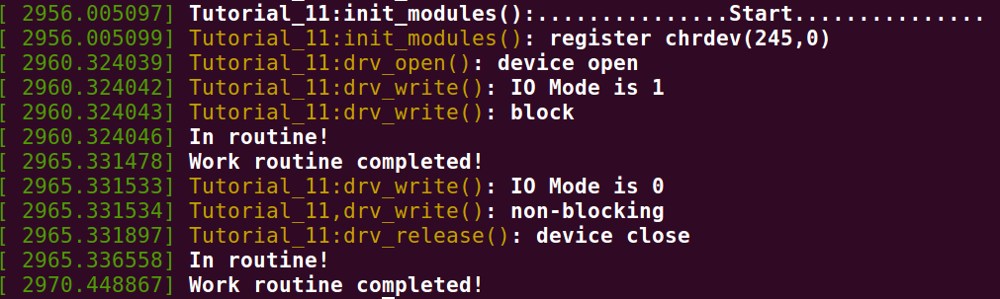 [ 2956.005097] Tutorial_11:init_modules():...............Start...............
[ 2956.005099] Tutorial_11:init_modules(): register chrdev(245,0)
[ 2960.324039] Tutorial_11:drv_open(): device open
[ 2960.324042] Tutorial_11:drv_write(): IO Mode is 1
[ 2960.324043] Tutorial_11:drv_write(): block
[ 2960.324046] In routine!
[ 2965.331478] Work routine completed!
[ 2965.331533] Tutorial_11:drv_write(): IO Mode is 0
[ 2965.331534] Tutorial_11,drv_write(): non-blocking
[ 2965.331897] Tutorial_11:drv_release(): device close
[ 2965.336558] In routine!
[ 2970.448867] Work routine completed!